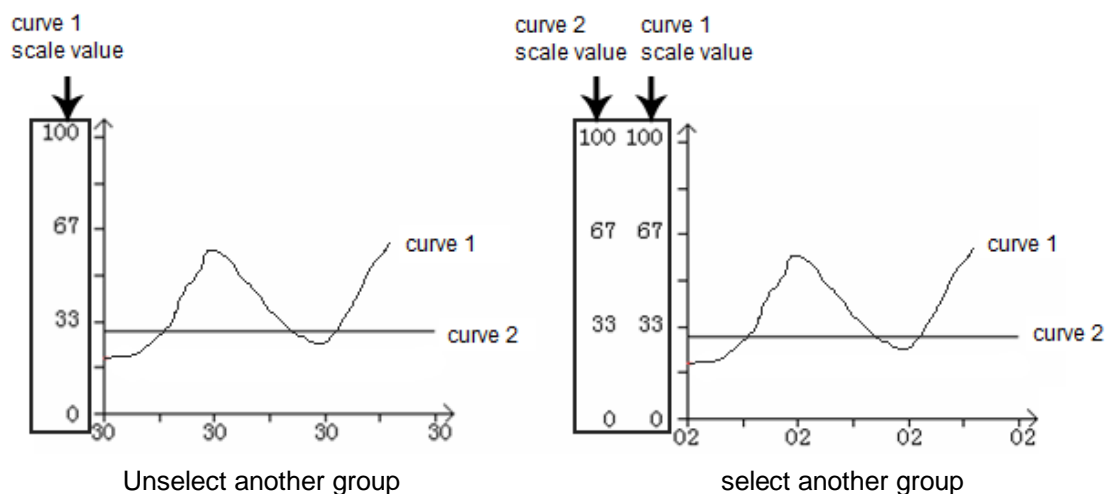 curve 1
scale value
100
67
33
0
30 30 30 30
curve 1
curve 2
Unselect another group
curve 2 curve 1
scale value scale value
100 100
67 67
33 33
0 0
02 02 02 02
curve 1
curve 2
select another group